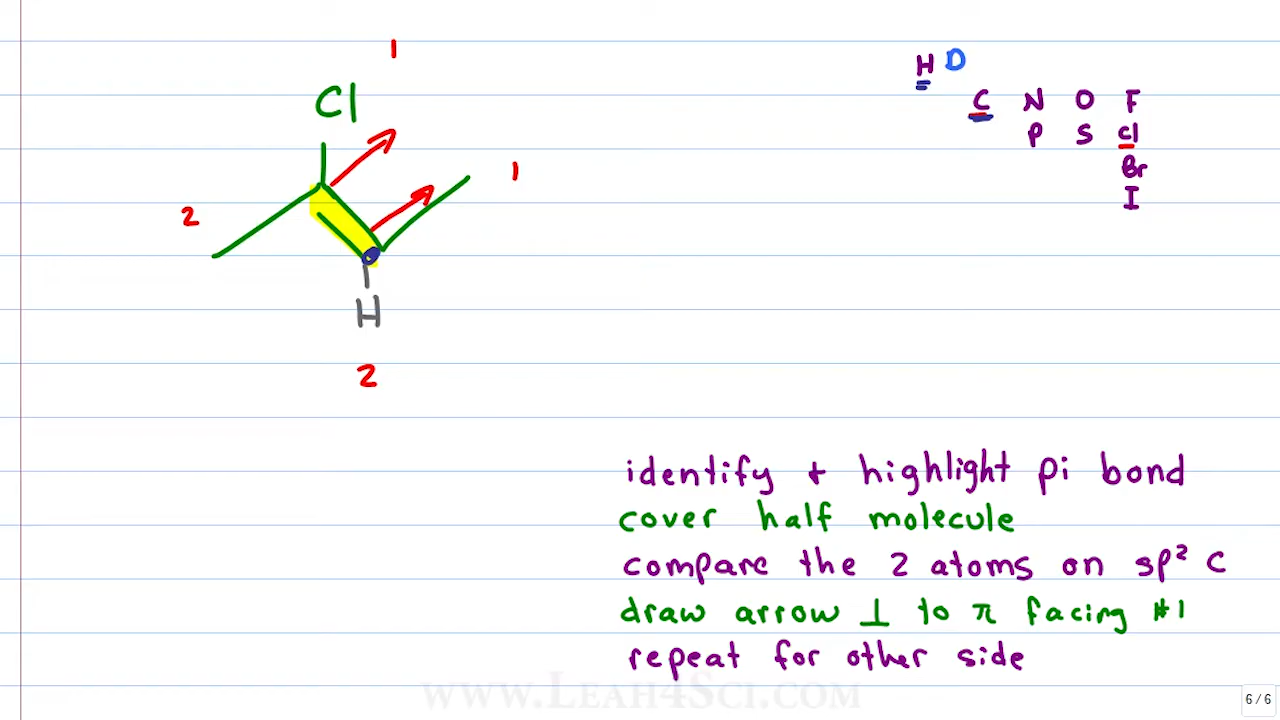 1
Cl
1
2
H
2
H D
C N O F
P S Cl
Br
I
identify + highlight pi bond
cover half molecule
compare the 2 atoms on sp² C
draw arrow ⊥ to π facing #1
repeat for other side
www.Leah4Sci.com
6/6